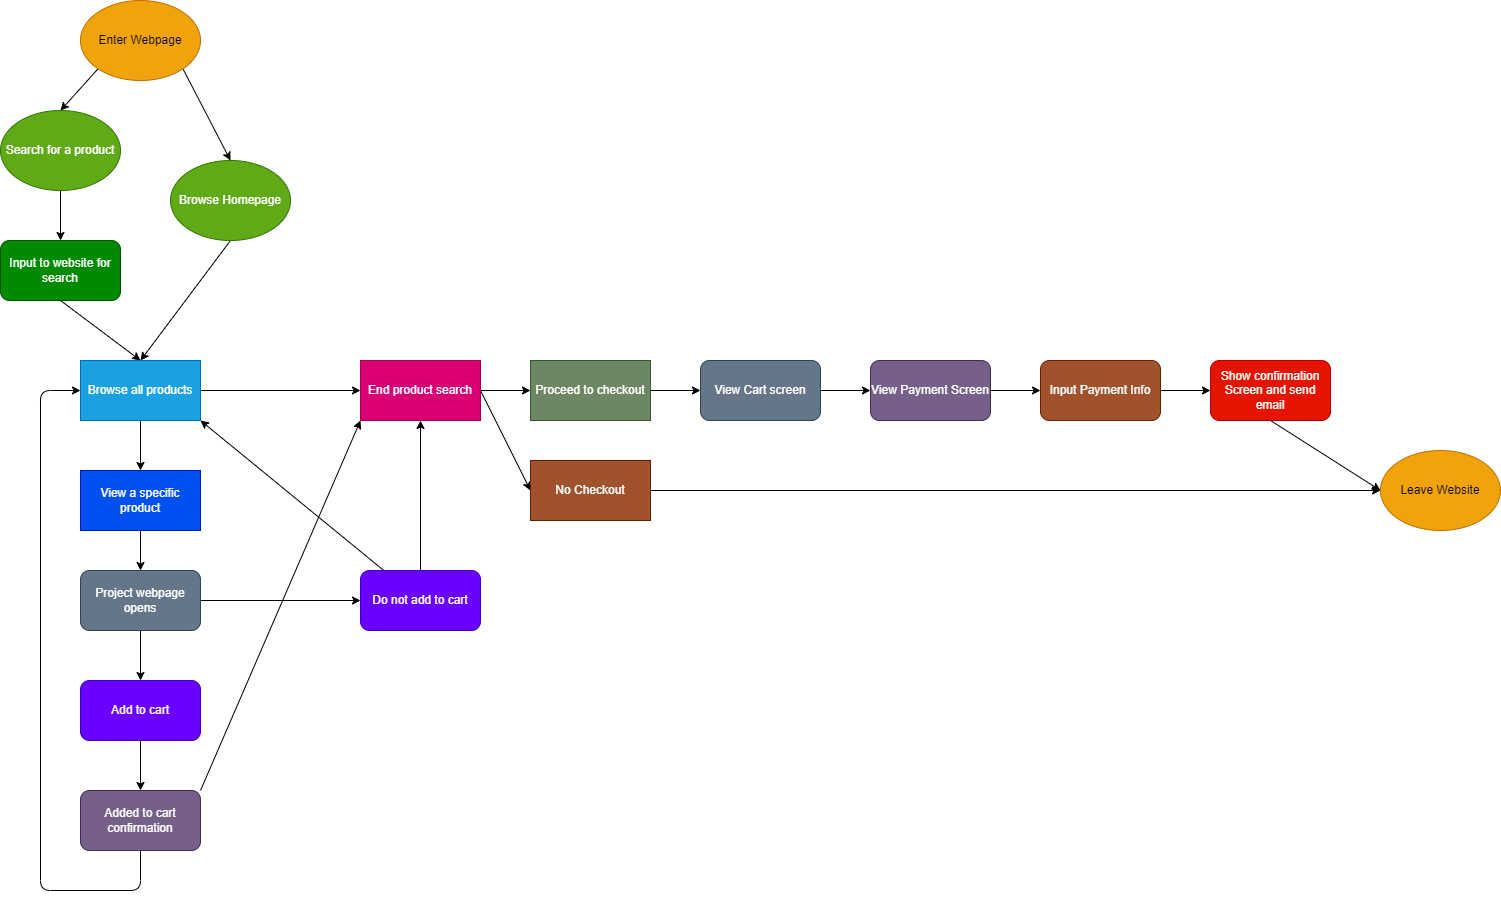 Enter Webpage
Search for a product
Browse Homepage
Input to website for
search
Browse all products
End product search
Proceed to checkout
View Cart screen
View Payment Screen
Input Payment Info
Show confirmation
Screen and send
email
View a specific
product
No Checkout
Leave Website
Project webpage
opens
Do not add to cart
Add to cart
Added to cart
confirmation